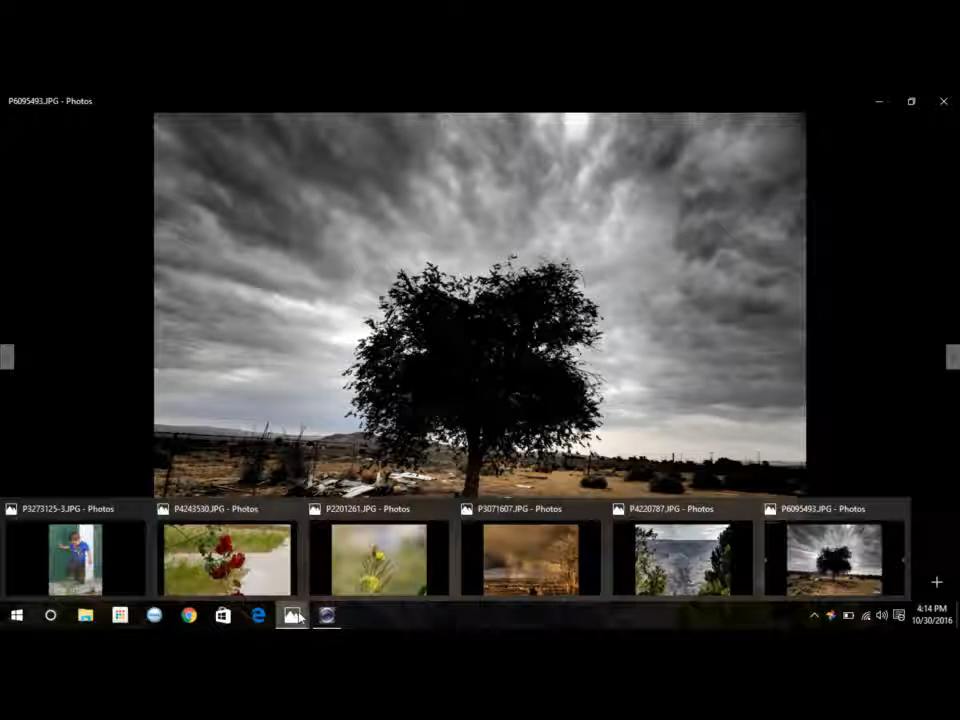 P6095493.JPG - Photos
P3273125-3.JPG - Photos
P4243530.JPG - Photos
P2201261.JPG - Photos
P3071607.JPG - Photos
P4220787.JPG - Photos
P6095493.JPG - Photos
4:14 PM
10/30/2016